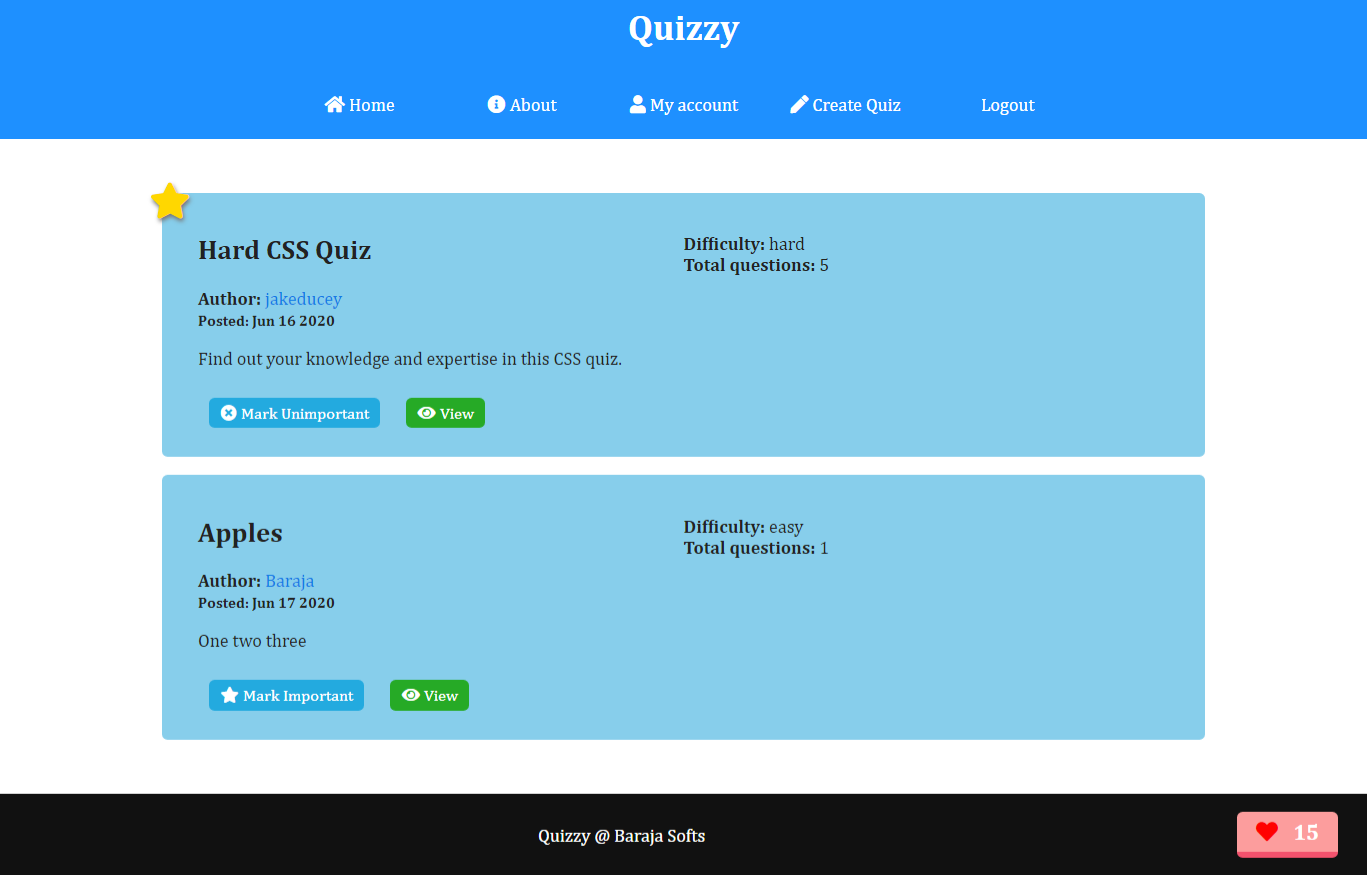 Quizzy
Home
About
My account
Create Quiz
Logout
Hard CSS Quiz
Author: jakeducey
Posted: Jun 16 2020
Find out your knowledge and expertise in this CSS quiz.
Mark Unimportant
View
Difficulty: hard
Total questions: 5
Apples
Author: Baraja
Posted: Jun 17 2020
One two three
Mark Important
View
Difficulty: easy
Total questions: 1
Quizzy @ Baraja Softs
15